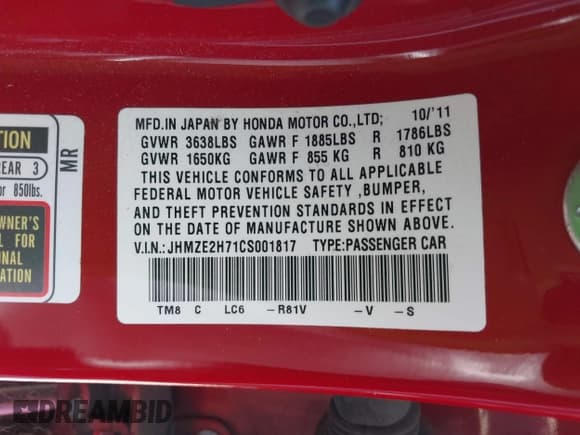 MFD.IN JAPAN BY HONDA MOTOR CO.,LTD; 10/'11
GVWR 3638LBS GAWR F 1885LBS R 1786LBS
GVWR 1650KG GAWR F 855 KG R 810 KG
THIS VEHICLE CONFORMS TO ALL APPLICABLE
FEDERAL MOTOR VEHICLE SAFETY ,BUMPER,
AND THEFT PREVENTION STANDARDS IN EFFECT
ON THE DATE OF MANUFACTURE SHOWN ABOVE.
V.I.N.: JHMZE2H71CS001817 TYPE:PASSENGER CAR
TM8 C LC6 -R81V -V -S
TION
REAR 3
or 850lbs.
MR
WNER'S
L FOR
ONAL
ATION
DREAMBID